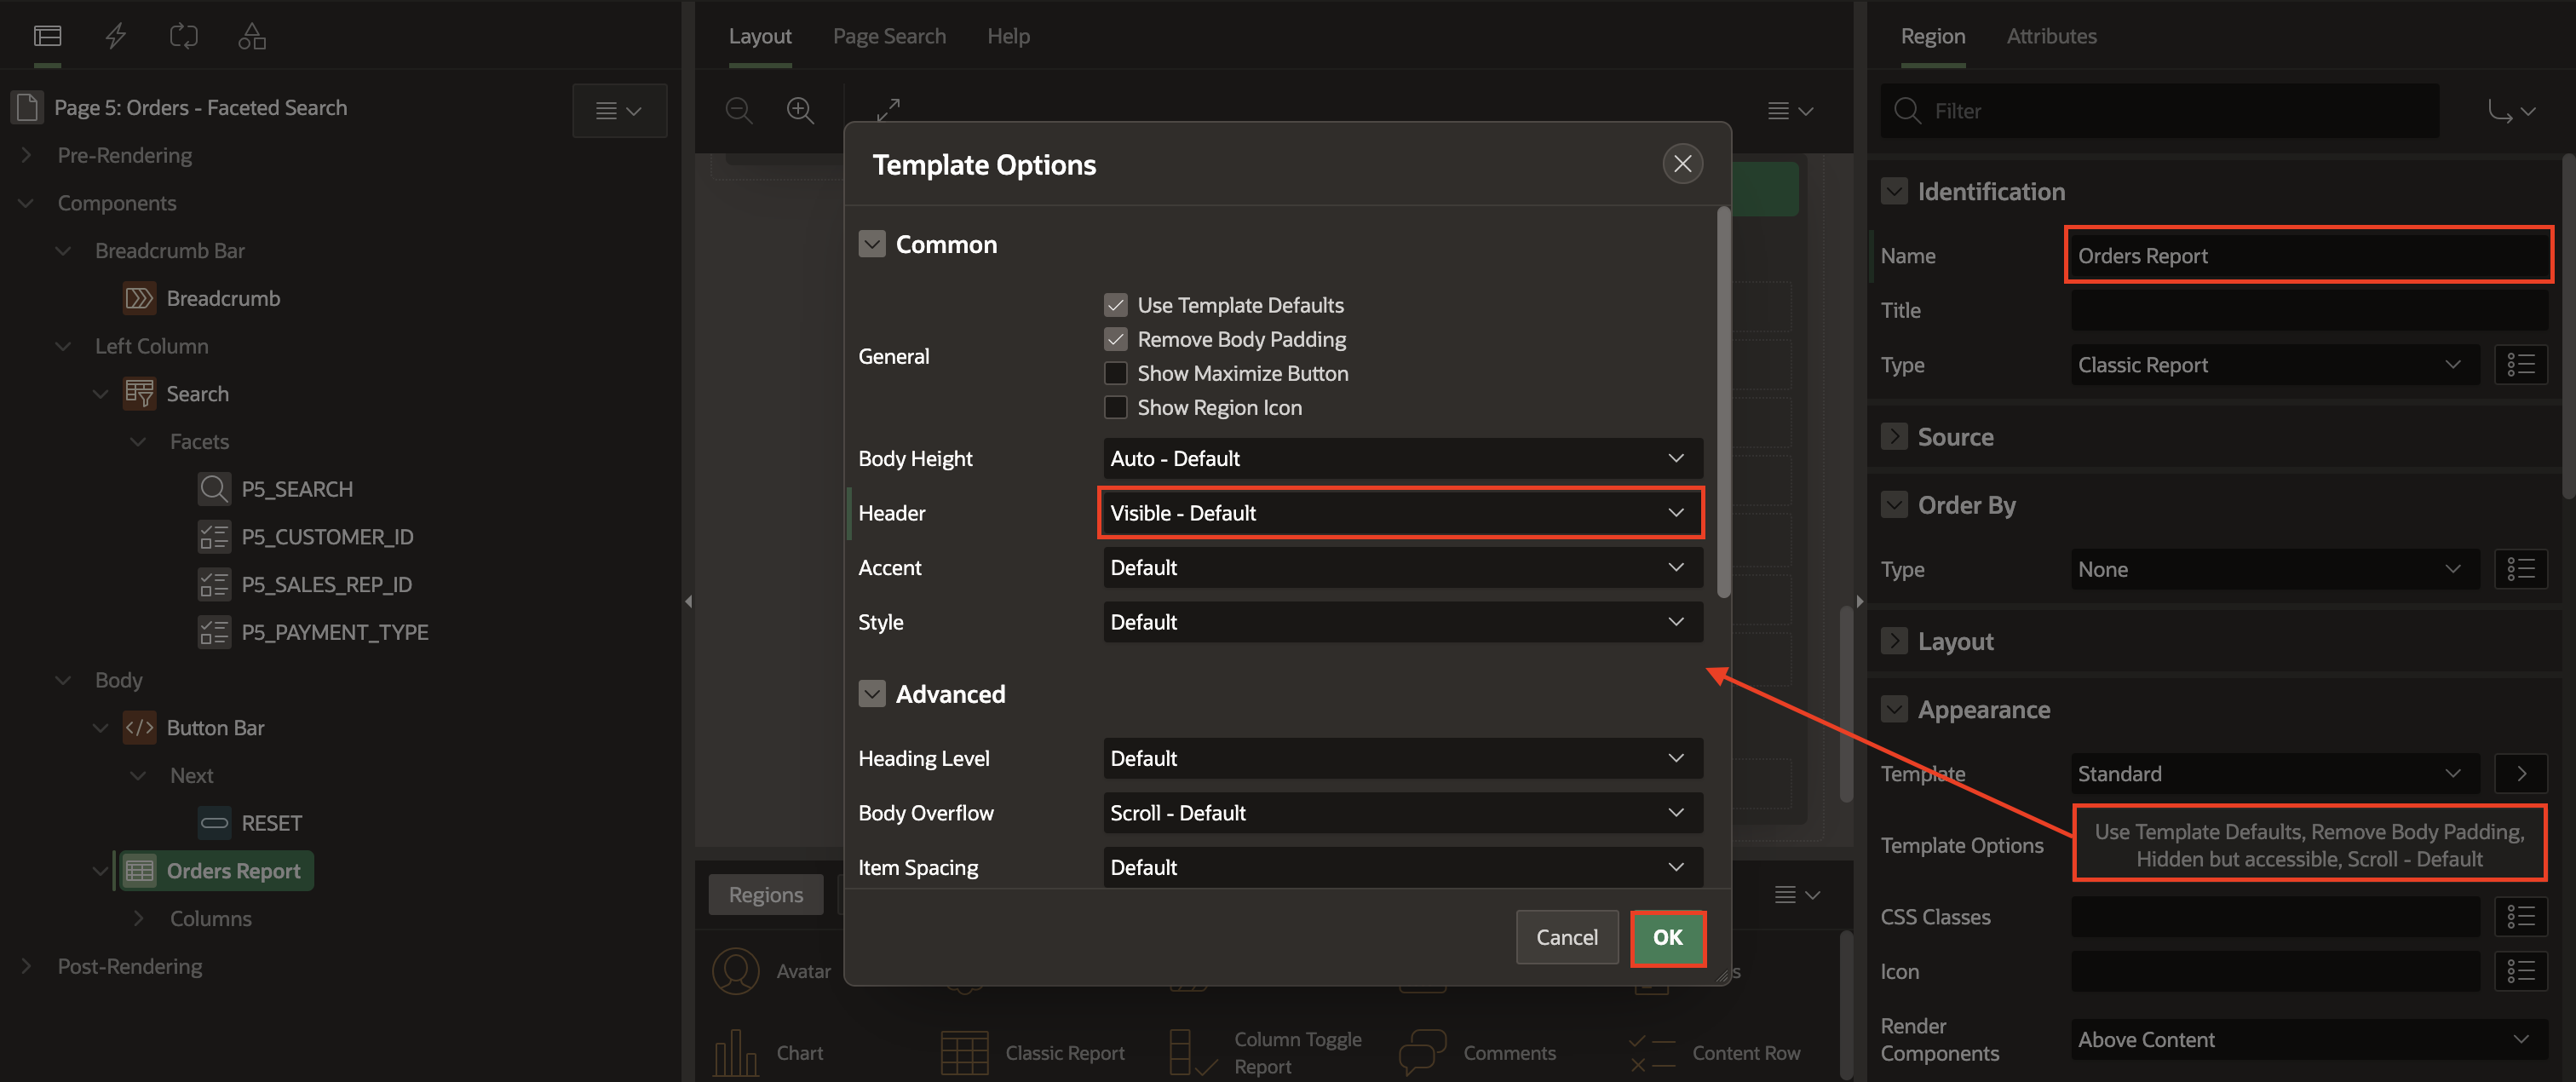 Page 5: Orders - Faceted Search
Pre-Rendering
Components
Breadcrumb Bar
Breadcrumb
Left Column
Search
Facets
P5_SEARCH
P5_CUSTOMER_ID
P5_SALES_REP_ID
P5_PAYMENT_TYPE
Body
Button Bar
Next
RESET
Orders Report
Columns
Post-Rendering
Layout Page Search Help
Template Options
Common
General
Use Template Defaults
Remove Body Padding
Show Maximize Button
Show Region Icon
Body Height Auto - Default
Header Visible - Default
Accent Default
Style Default
Advanced
Heading Level Default
Body Overflow Scroll - Default
Item Spacing Default
Cancel OK
Regions
Avatar
Chart
Classic Report
Column Toggle
Report
Comments
Content Row
Region Attributes
Filter
Identification
Name Orders Report
Title
Type Classic Report
Source
Order By
Type None
Layout
Appearance
Template Standard
Template Options
Use Template Defaults, Remove Body Padding,
Hidden but accessible, Scroll - Default
CSS Classes
Icon
Render
Components
Above Content